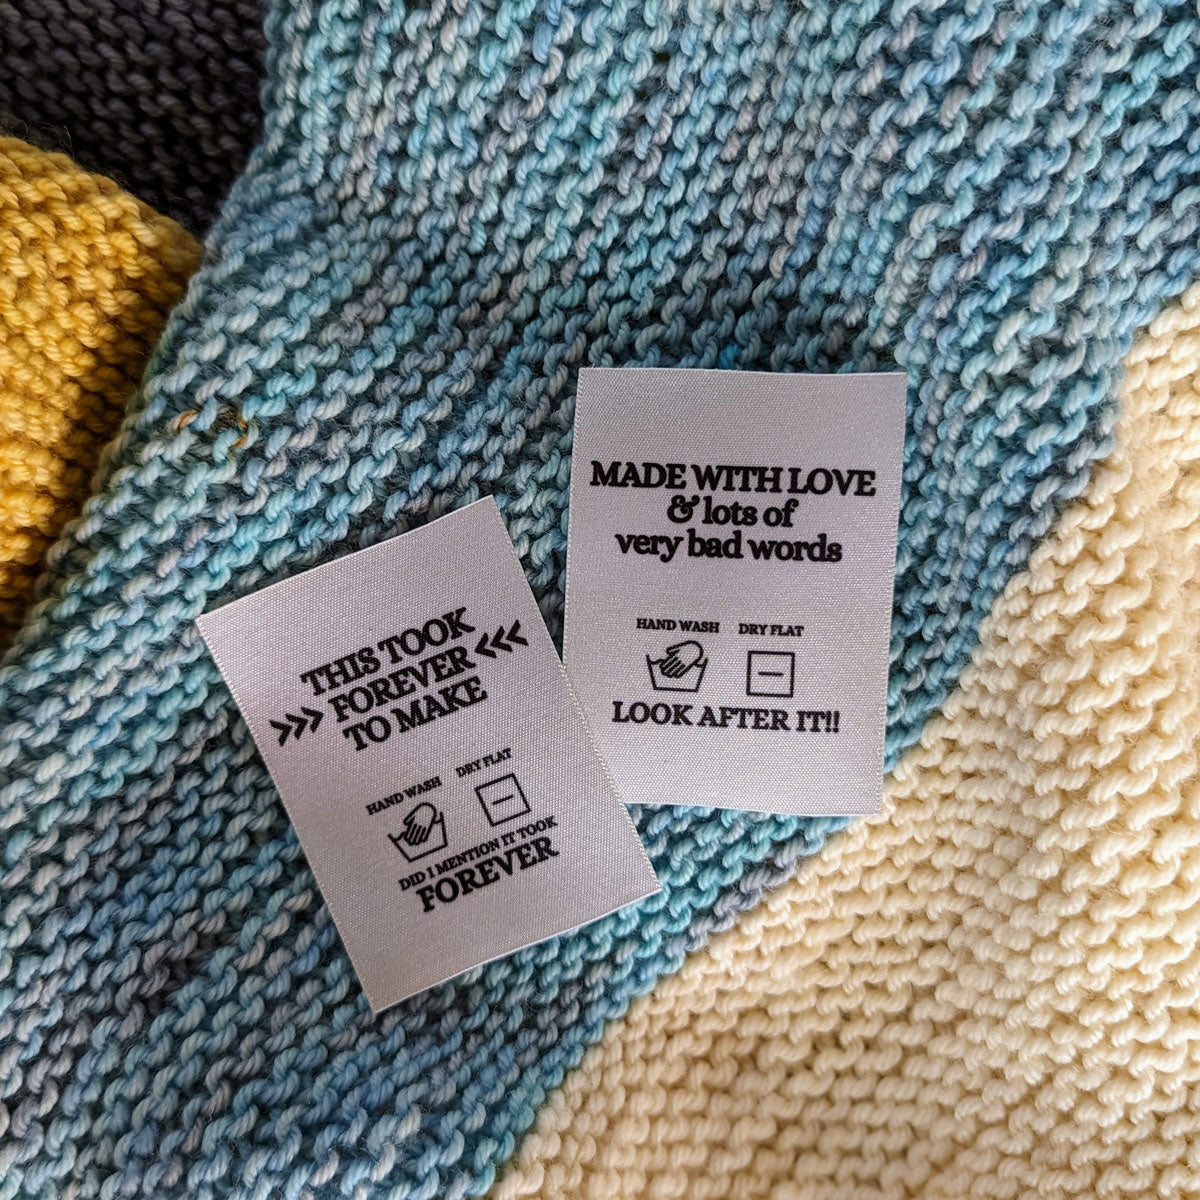 THIS TOOK
>>> FOREVER <<<
TO MAKE
HAND WASH DRY FLAT
DID I MENTION IT TOOK
FOREVER
MADE WITH LOVE
& lots of
very bad words
HAND WASH DRY FLAT
LOOK AFTER IT!!